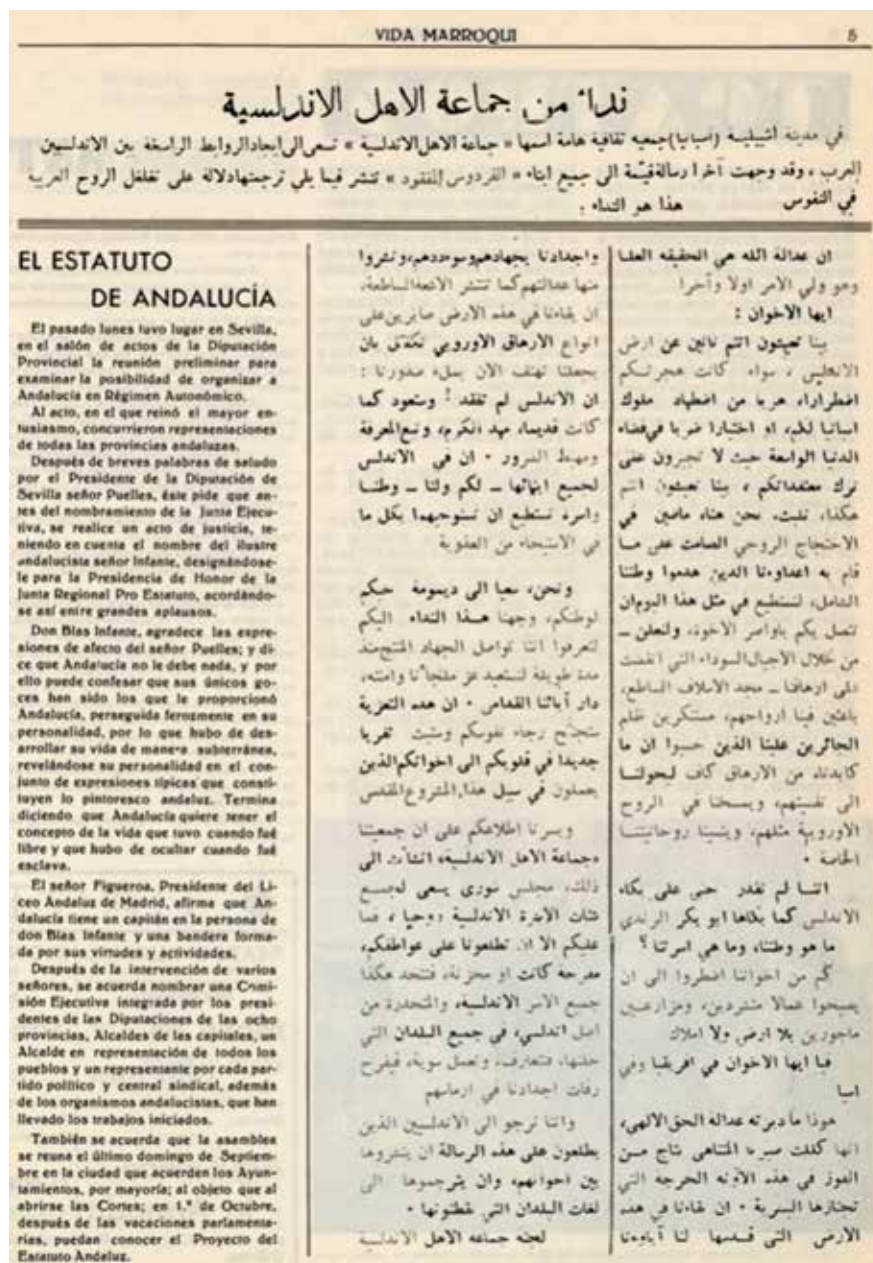 VIDA MARROQUI
5
نداء من جماعة الاهل الاندلسية
في مدينة اشبيلية (اسبانيا) جمعيه ثقافية هامة اسمها « جماعة الاهل الاندلسية » تسعى الى ايجاد الروابط الراسخة بين الاندلسيين
العرب ، وقد وجهت آخرا رسالة قيمة الى جميع ابناء « الفردوس المفقود » تنشر فيما يلي ترجمتها دلالة على تغلغل الروح العربية
في النفوس هذا هو النداء :
EL ESTATUTO
DE ANDALUCÍA
El pasado lunes tuvo lugar en Sevilla,
en el salón de actos de la Diputación
Provincial la reunión preliminar para
examinar la posibilidad de organizar a
Andalucía en Régimen Autonómico.
Al acto, en el que reinó el mayor en-
tusiasmo, concurrieron representaciones
de todas las provincias andaluzas.
Después de breves palabras de saludo
por el Presidente de la Diputación de
Sevilla señor Puelles, éste pide que an-
tes del nombramiento de la Junta Ejecu-
tiva, se realice un acto de justicia, te-
niendo en cuenta el nombre del ilustre
andalucista señor Infante, designándose-
le para la Presidencia de Honor de la
Junta Regional Pro Estatuto, acordándo-
se así entre grandes aplausos.
Don Blas Infante, agradece las expre-
siones de afecto del señor Puelles; y di-
ce que Andalucía no le debe nada, y por
ello puede confesar que sus únicos go-
ces han sido los que le proporcionó
Andalucía, perseguida ferozmente en su
personalidad, por lo que hubo de des-
arrollar su vida de manera subterránea,
revelándose su personalidad en el con-
junto de expresiones típicas que consti-
tuyen lo pintoresco andaluz. Termina
diciendo que Andalucía quiere tener el
concepto de la vida que tuvo cuando fué
libre y que hubo de ocultar cuando fué
esclava.
El señor Figueroa, Presidente del Li-
ceo Andaluz de Madrid, afirma que An-
dalucía tiene un capitán en la persona de
don Blas Infante y una bandera forma-
da por sus virtudes y actividades.
Después de la intervención de varios
señores, se acuerda nombrar una Comi-
sión Ejecutiva integrada por los presi-
dentes de las Diputaciones de las ocho
provincias, Alcaldes de las capitales, un
Alcalde en representación de todos los
pueblos y un representante por cada par-
tido político y central sindical, además
de los organismos andalucistas, que han
llevado los trabajos iniciados.
También se acuerda que la asamblea
se reuna el último domingo de Septiem-
bre en la ciudad que acuerden los Ayun-
tamientos, por mayoría; al objeto que al
abrirse las Cortes; en 1.º de Octubre,
después de las vacaciones parlamenta-
rias, puedan conocer el Proyecto del
Estatuto Andaluz.
ان عدالة الله هي الحقيقه العليا
وهو ولي الامر اولا وآخرا
ايها الاخوان :
بينا تعيشون انتم نائين عن ارض
الاندلس ، سواء كانت هجرتكم
اضطرارا، هربا من اضطهاد ملوك
اسبانيا لكم، او اختيارا ضربا في فضاء
الدنيا الواسعة حيث لا تجبرون على
ترك معتقداتكم ، بينا تعيشون انتم
هكذا، نحن هنا، ماضين في
الاحتجاج الروحي الصامت على ما
قام به اعداؤنا الذين هدموا وطننا
الشامل، لنستطيع في مثل هذا اليوم ان
نتصل بكم باواصر الاخوة، ولنعلن ـ
من خلال الاجيال السوداء التي انقضت
على ارهاقنا ـ مجد الاسلاف الساطع،
باعثين فينا ارواحهم، مستنكرين ظلم
الجائرين علينا الذين حسبوا ان ما
كابدناه من الارهاق كاف ليحولنا
الى نفسيتهم، ويمسخنا في الروح
الاوروبية مثلهم، وينسينا روحانيتنا
الخاصة •
اننا لم نقدر حتى على بكاء
الاندلس كما بكاها ابو بكر الرندي
ما هو وطننا، وما هي اسرتنا ؟
كم من اخواننا اضطروا الى ان
يصبحوا عمالا متشردين، ومزارعين
ماجورين بلا ارض ولا املاك
فيا ايها الاخوان في افريقيا وفي
اسيا
هوذا ما دبرته عدالة الحق الالهي،
انها كللت صبرنا المتناهي بتاج من
الفوز في هذه الآونه الحرجة التي
تجتازها البشرية • ان بقاءنا في هذه
الارض التي قدسها لنا آباؤنا
واجدادنا بجهادهم وسوددهم، ونشروا
منها عدالتهم كما تنتشر الاشعة الساطعة،
ان بقاءنا في هذه الارض صابرين على
انواع الارهاق الاوروبي تكفل بان
يجعلنا نهتف الآن بملء صدورنا :
ان الاندلس لم تفقد ! وستعود كما
كانت قديما، مهد الكرم، ونبع المعرفة
ومهبط السرور • ان في الاندلس
لجميع ابنائها ـ لكم ولنا ـ وطنا
واسرة نستطيع ان نستوحيهما بكل ما
في الاستيحاء من العذوبة
ونحن، سعيا الى ديمومة حبكم
لوطنكم، وجهنا هذا النداء اليكم
لتعرفوا اننا نواصل الجهاد المنتج منذ
مدة طويلة لنستعيد عز وامته،
دار آبائنا القدامى • ان هذه التعزية
ستجنح رجاء نفوسكم وتثبت تقربا
جديدا في قلوبكم الى اخوانكم الذين
يعملون في سبيل هذا المشروع المقدس
ويسرنا اطلاعكم على ان جمعيتنا
«جماعة الاهل الاندلسية» انشأت الى
ذلك، مجلس شورى يسعى لجمع
شتات الاسرة الاندلسية روحيا ، فما
عليكم الا ان تطلعونا على عواطفكم،
مفرحة كانت او محزنة، فتتحد هكذا
جميع الاسر الاندلسية، والمتحدرة من
اصل اندلسي، في جميع البلدان التي
حلتها، فتتعارف، وتعمل سوية، فيفرح
رفات اجدادنا في ارماسهم
واننا نرجو الى الاندلسيين الذين
يطلعون على هذه الرسالة ان ينشروها
بين اخوانهم، وان يترجموها الى
لغات البلدان التي يقطنونها •
لجنة جماعه الاهل الاندلسية